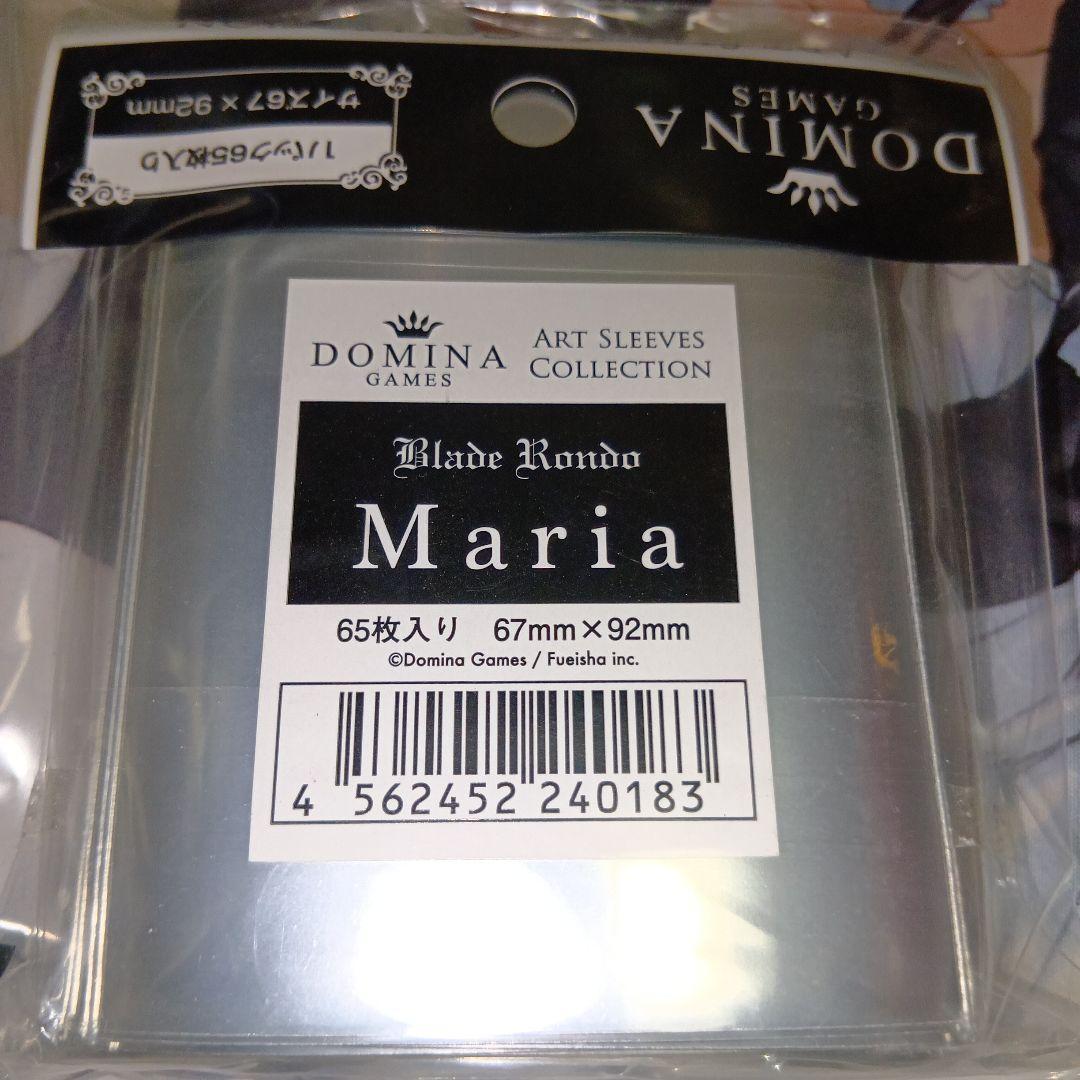 DOMINA
GAMES
サイズ67×92mm
1パック65枚入り
DOMINA
GAMES
ART SLEEVES
COLLECTION
Blade Rondo
Maria
65枚入り 67mm×92mm
©Domina Games / Fueisha inc.
4 562452 240183